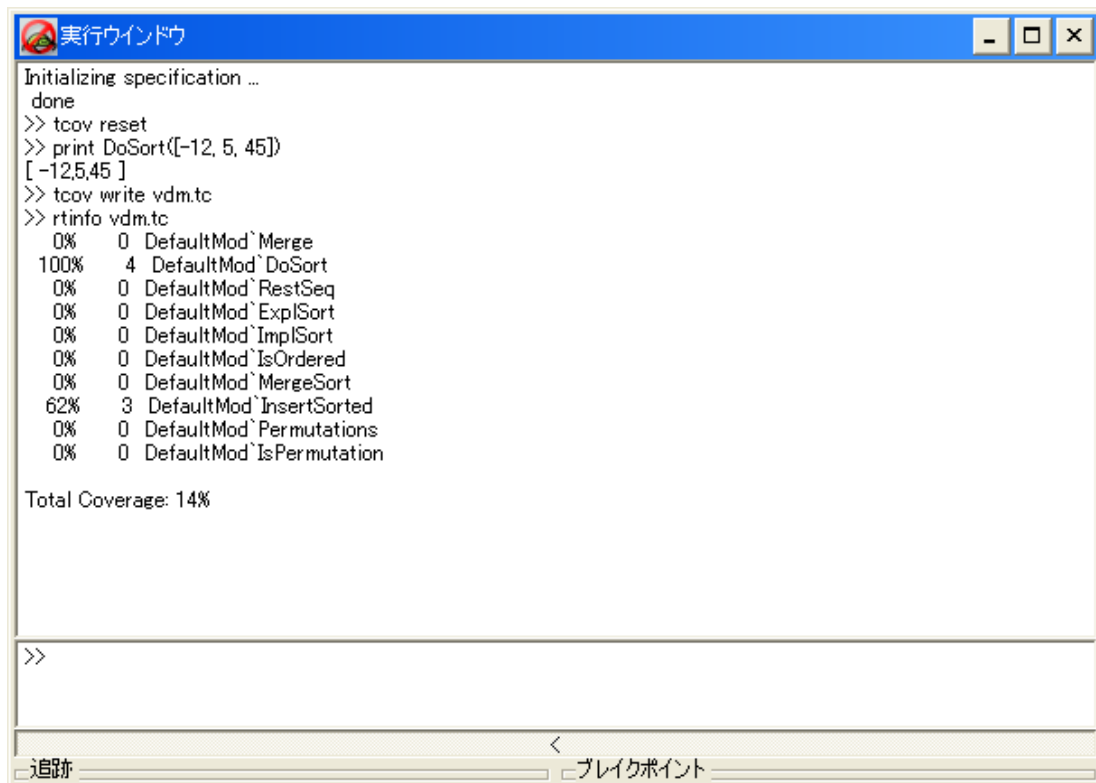 実行ウインドウ
Initializing specification ...
done
>> tcov reset
>> print DoSort([-12, 5, 45])
[ -12,5,45 ]
>> tcov write vdm.tc
>> rtinfo vdm.tc
0% 0 DefaultMod`Merge
100% 4 DefaultMod`DoSort
0% 0 DefaultMod`RestSeq
0% 0 DefaultMod`ExplSort
0% 0 DefaultMod`ImplSort
0% 0 DefaultMod`IsOrdered
0% 0 DefaultMod`MergeSort
62% 3 DefaultMod`InsertSorted
0% 0 DefaultMod`Permutations
0% 0 DefaultMod`IsPermutation
Total Coverage: 14%
>>
<
追跡 ブレイクポイント